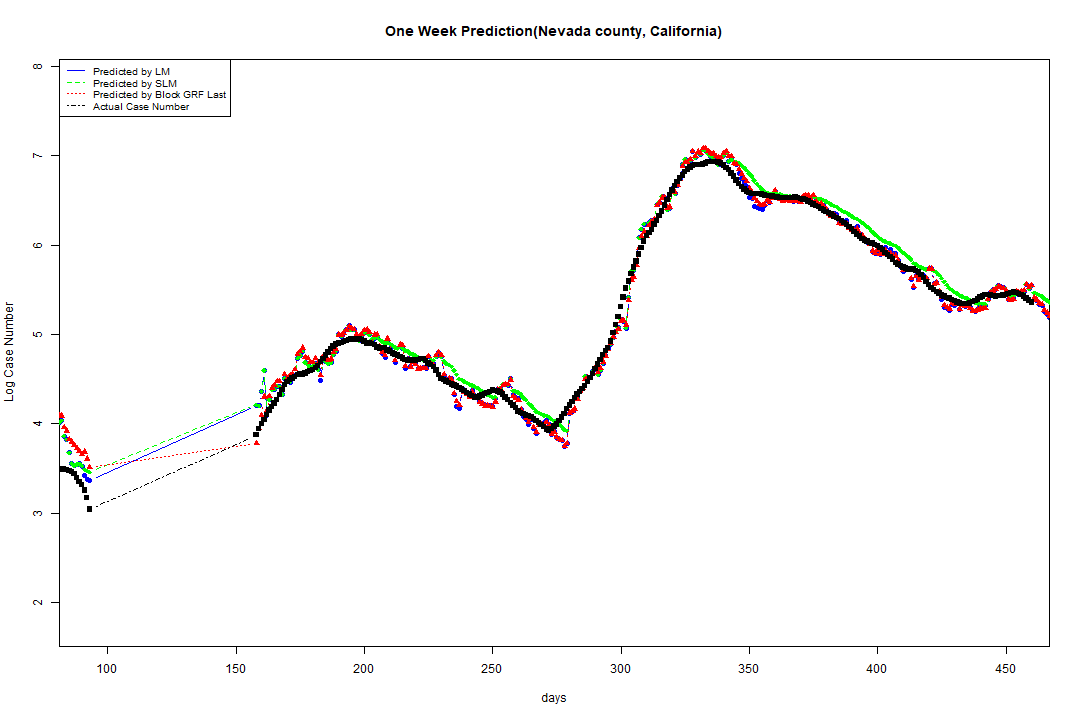 One Week Prediction(Nevada county, California)
Predicted by LM
Predicted by SLM
Predicted by Block GRF Last
Actual Case Number
8
7
6
5
4
3
2
Log Case Number
100 150 200 250 300 350 400 450
days